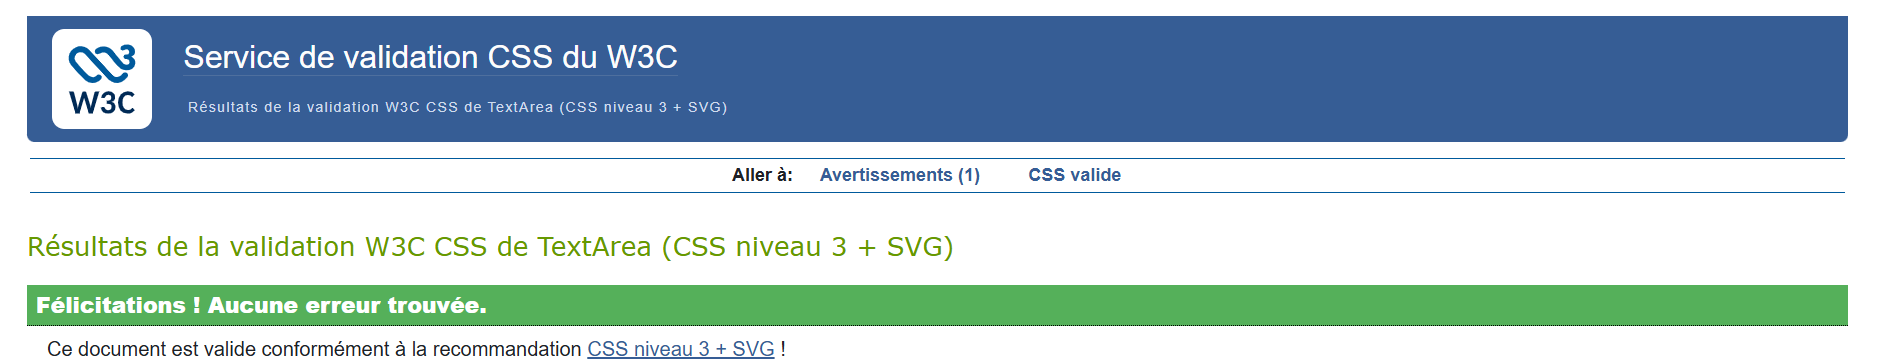 W3C
Service de validation CSS du W3C
Résultats de la validation W3C CSS de TextArea (CSS niveau 3 + SVG)
Aller à: Avertissements (1) CSS valide
Résultats de la validation W3C CSS de TextArea (CSS niveau 3 + SVG)
Félicitations ! Aucune erreur trouvée.
Ce document est valide conformément à la recommandation CSS niveau 3 + SVG !